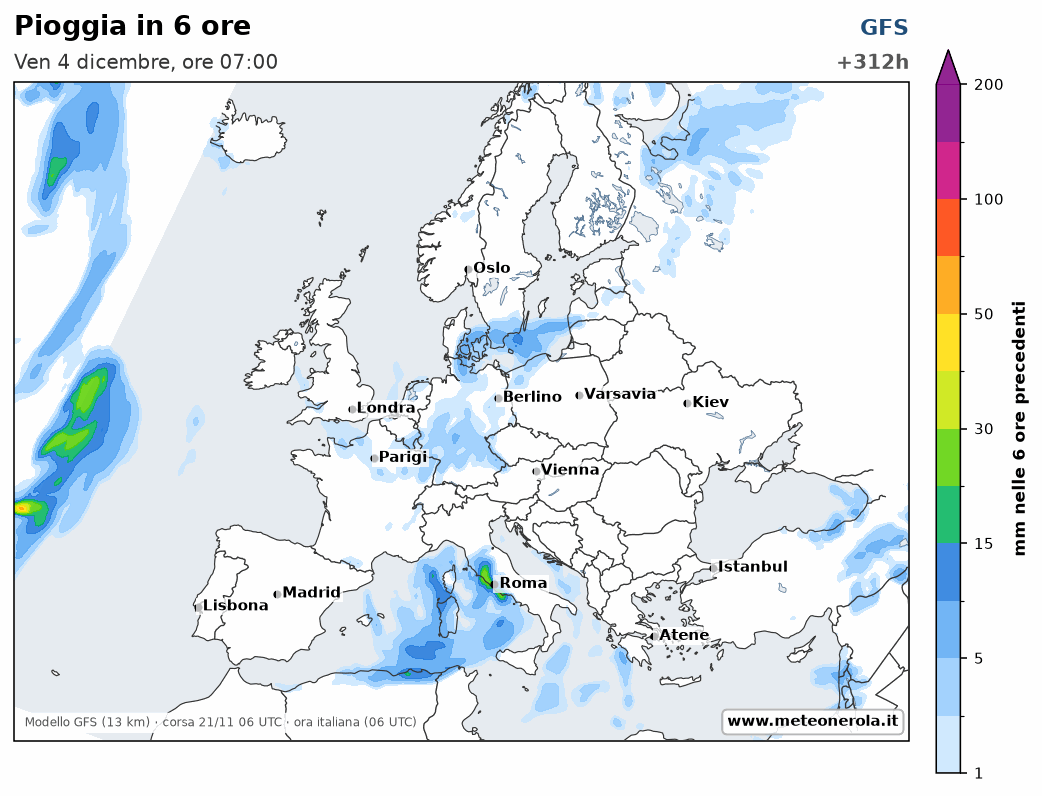 Pioggia in 6 ore
GFS
Ven 4 dicembre, ore 07:00
+312h
Oslo
Londra
Berlino
Varsavia
Kiev
Parigi
Vienna
Istanbul
Roma
Madrid
Lisbona
Atene
Modello GFS (13 km) · corsa 21/11 06 UTC · ora italiana (06 UTC)
www.meteonerola.it
200
100
50
30
15
5
1
mm nelle 6 ore precedenti